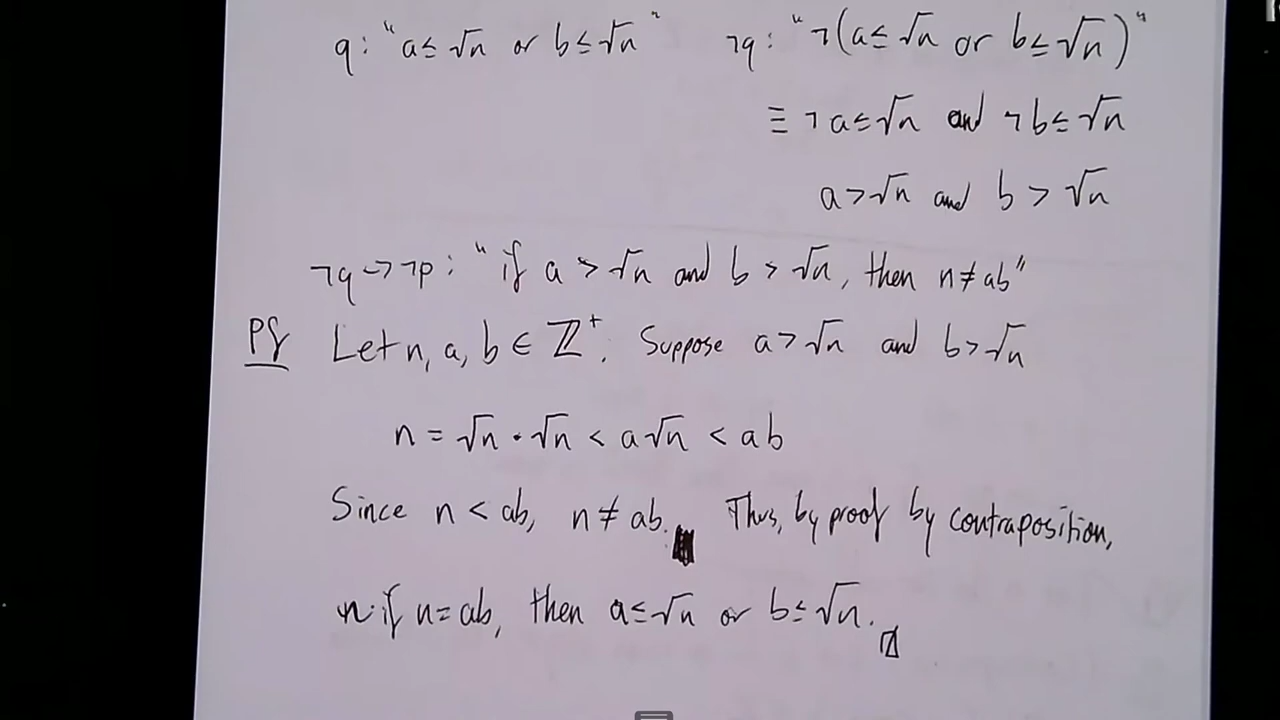 q: "a ≤ √n or b ≤ √n" ¬q: "¬(a ≤ √n or b ≤ √n)"
≡ ¬a ≤ √n and ¬b ≤ √n
a > √n and b > √n
¬q → ¬p: "if a > √n and b > √n, then n ≠ ab"
Pf Let n, a, b ∈ ℤ⁺. Suppose a > √n and b > √n
n = √n · √n < a√n < ab
Since n < ab, n ≠ ab. Thus, by proof by contraposition,
if n = ab, then a ≤ √n or b ≤ √n.